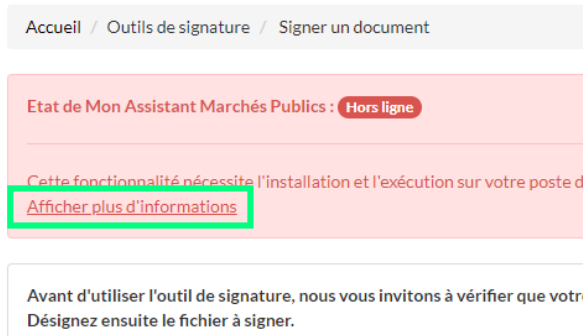 Accueil / Outils de signature / Signer un document
Etat de Mon Assistant Marchés Publics : Hors ligne
Cette fonctionnalité nécessite l'installation et l'exécution sur votre poste d
Afficher plus d'informations
Avant d'utiliser l'outil de signature, nous vous invitons à vérifier que votre
Désignez ensuite le fichier à signer.